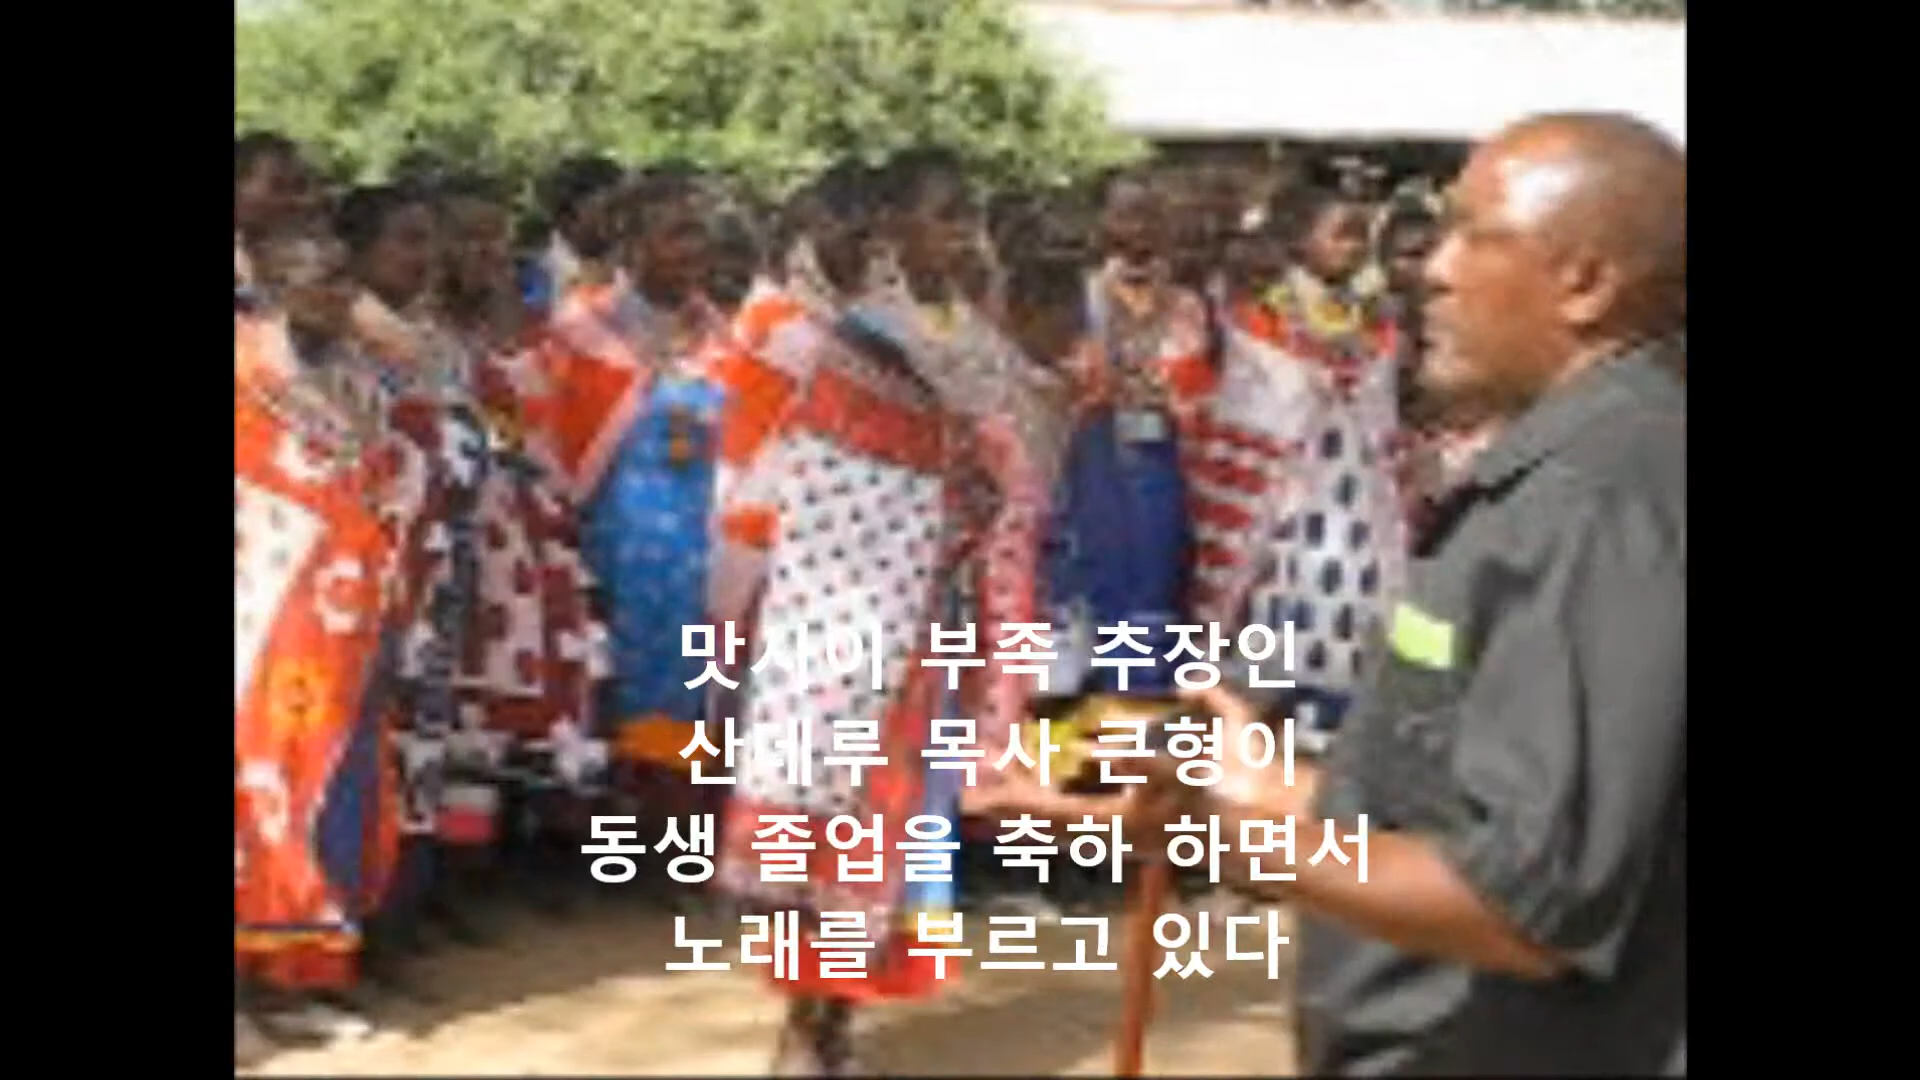 맛사이 부족 추장인
산데루 목사 큰형이
동생 졸업을 축하 하면서
노래를 부르고 있다